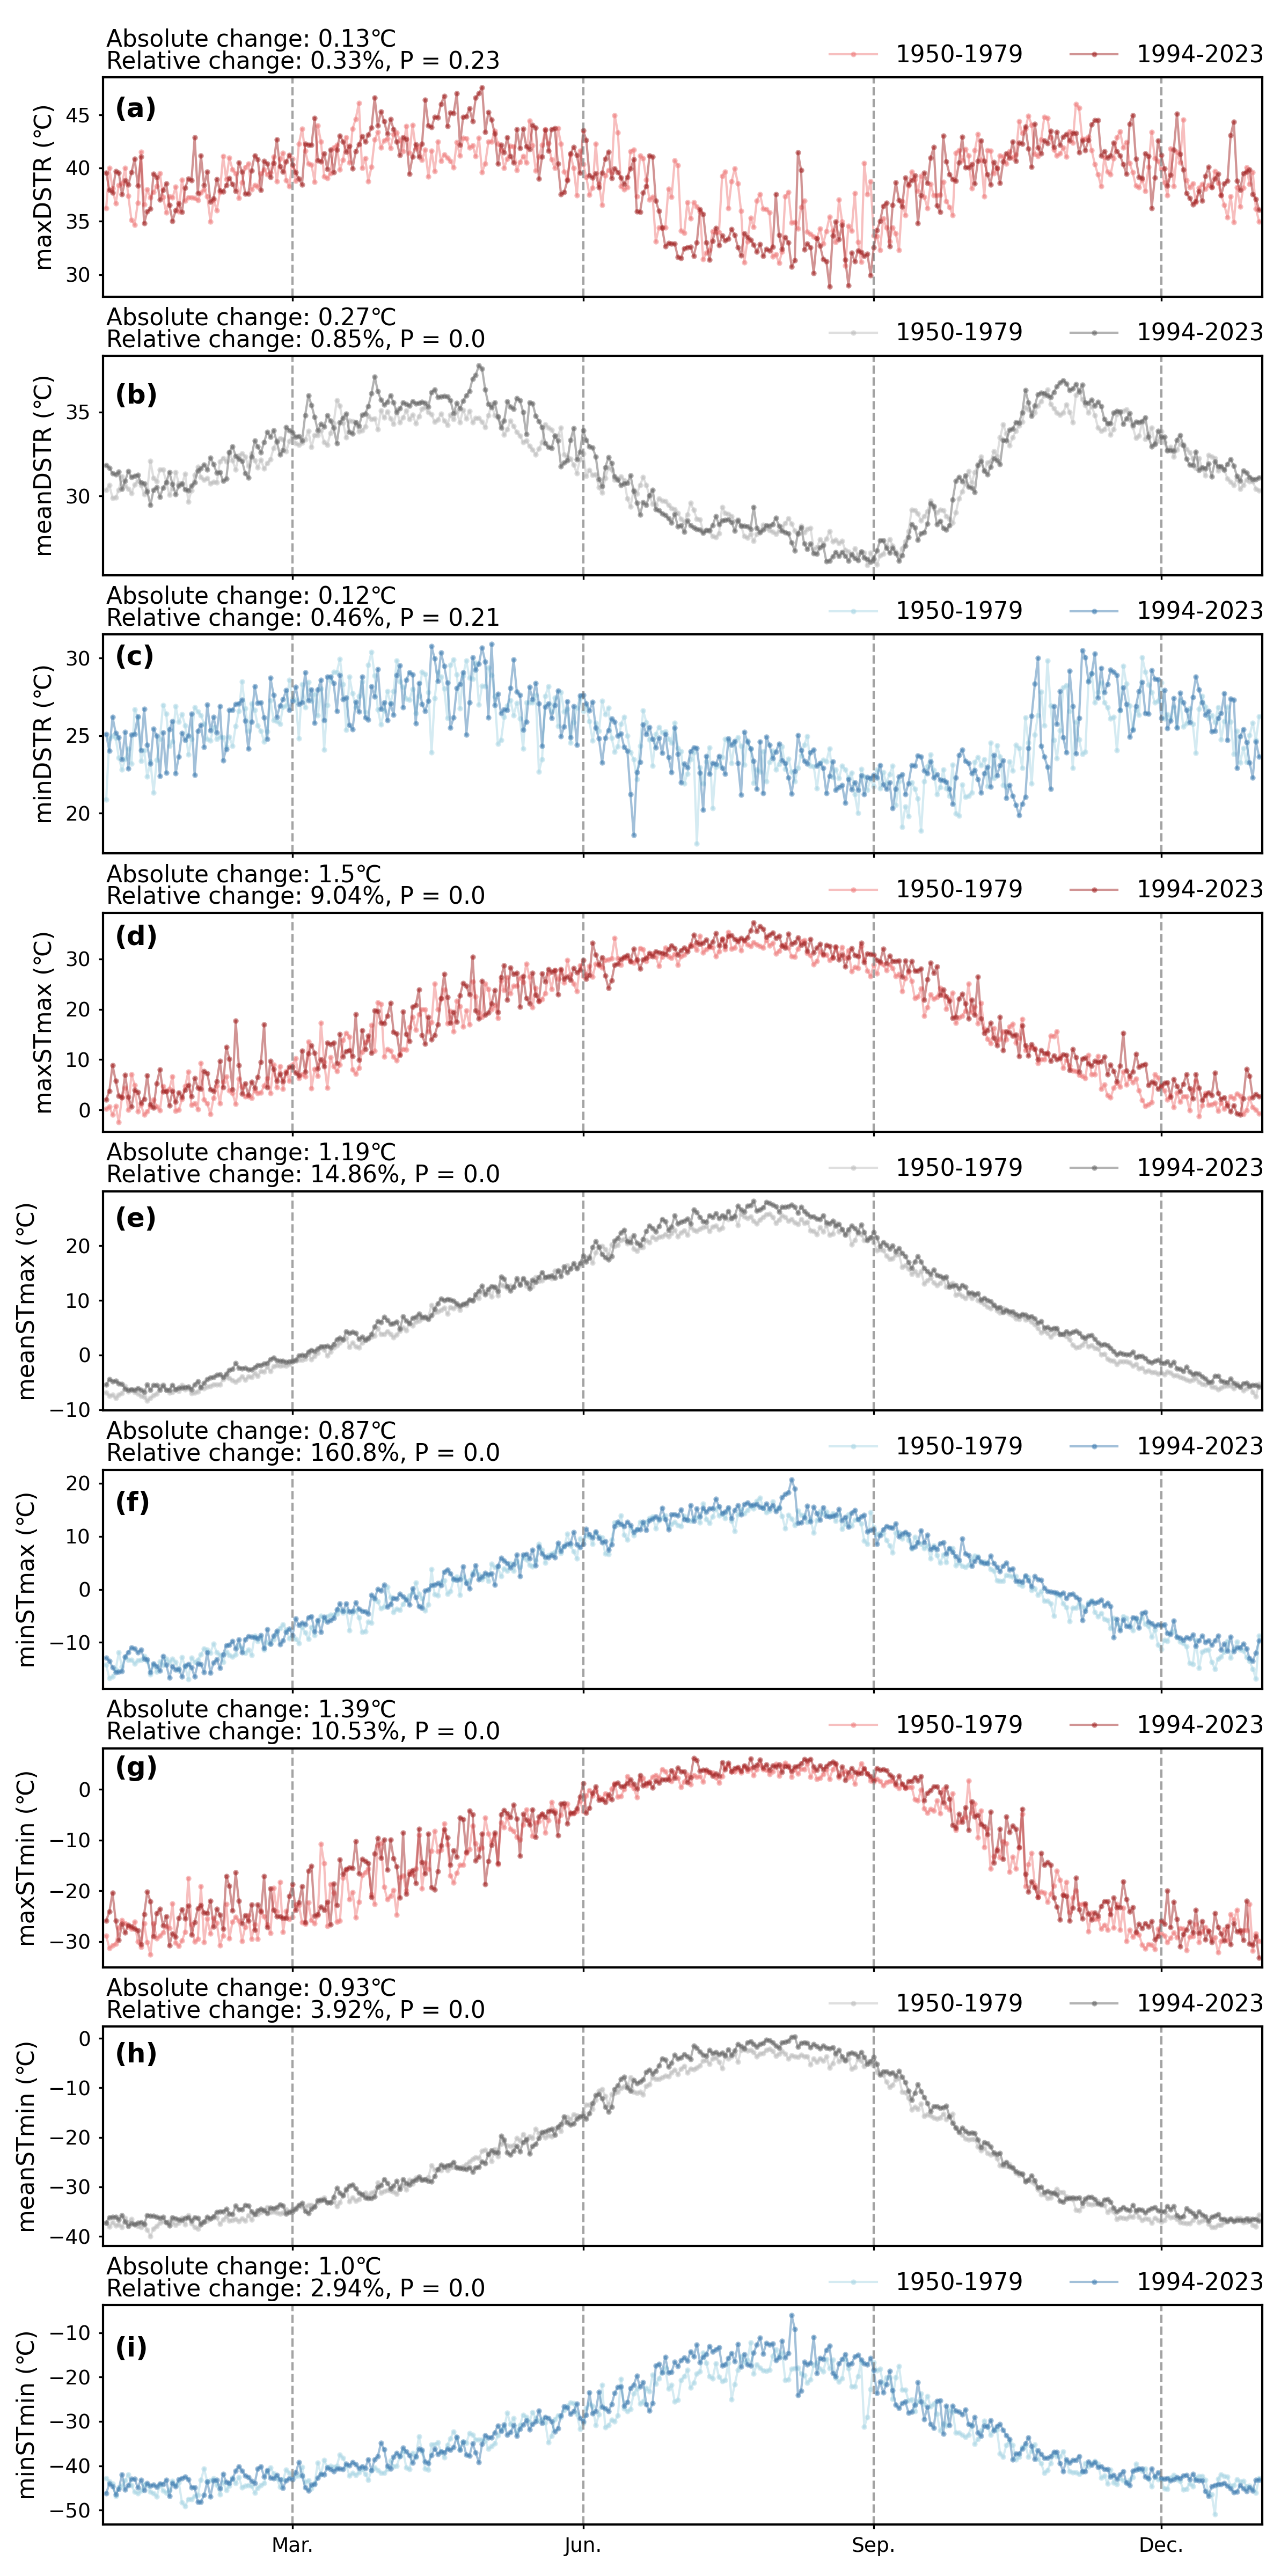 Absolute change: 0.13℃
Relative change: 0.33%, P = 0.23
1950-1979 1994-2023
(a)
maxDSTR (℃)
45
40
35
30
Absolute change: 0.27℃
Relative change: 0.85%, P = 0.0
1950-1979 1994-2023
(b)
meanDSTR (℃)
35
30
Absolute change: 0.12℃
Relative change: 0.46%, P = 0.21
1950-1979 1994-2023
(c)
minDSTR (℃)
30
25
20
Absolute change: 1.5℃
Relative change: 9.04%, P = 0.0
1950-1979 1994-2023
(d)
maxSTmax (℃)
30
20
10
0
Absolute change: 1.19℃
Relative change: 14.86%, P = 0.0
1950-1979 1994-2023
(e)
meanSTmax (℃)
20
10
0
−10
Absolute change: 0.87℃
Relative change: 160.8%, P = 0.0
1950-1979 1994-2023
(f)
minSTmax (℃)
20
10
0
−10
Absolute change: 1.39℃
Relative change: 10.53%, P = 0.0
1950-1979 1994-2023
(g)
maxSTmin (℃)
0
−10
−20
−30
Absolute change: 0.93℃
Relative change: 3.92%, P = 0.0
1950-1979 1994-2023
(h)
meanSTmin (℃)
0
−10
−20
−30
−40
Absolute change: 1.0℃
Relative change: 2.94%, P = 0.0
1950-1979 1994-2023
(i)
minSTmin (℃)
−10
−20
−30
−40
−50
Mar. Jun. Sep. Dec.